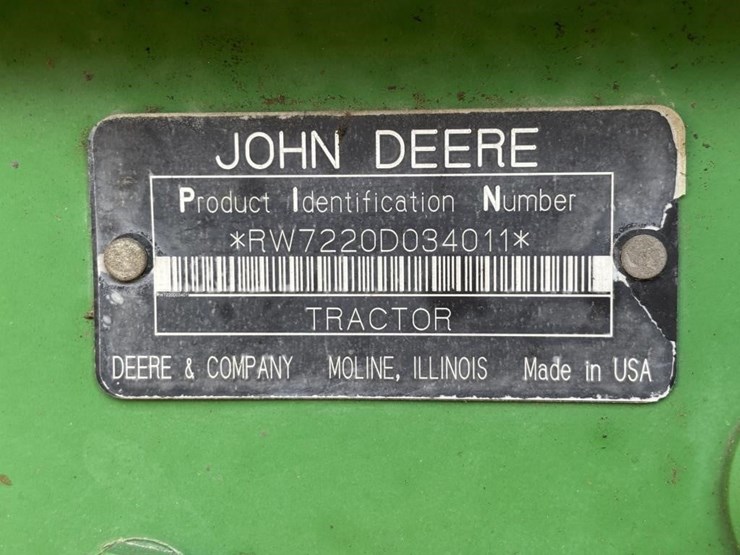 JOHN DEERE
Product Identification Number
*RW7220D034011*
TRACTOR
DEERE & COMPANY MOLINE, ILLINOIS Made in USA